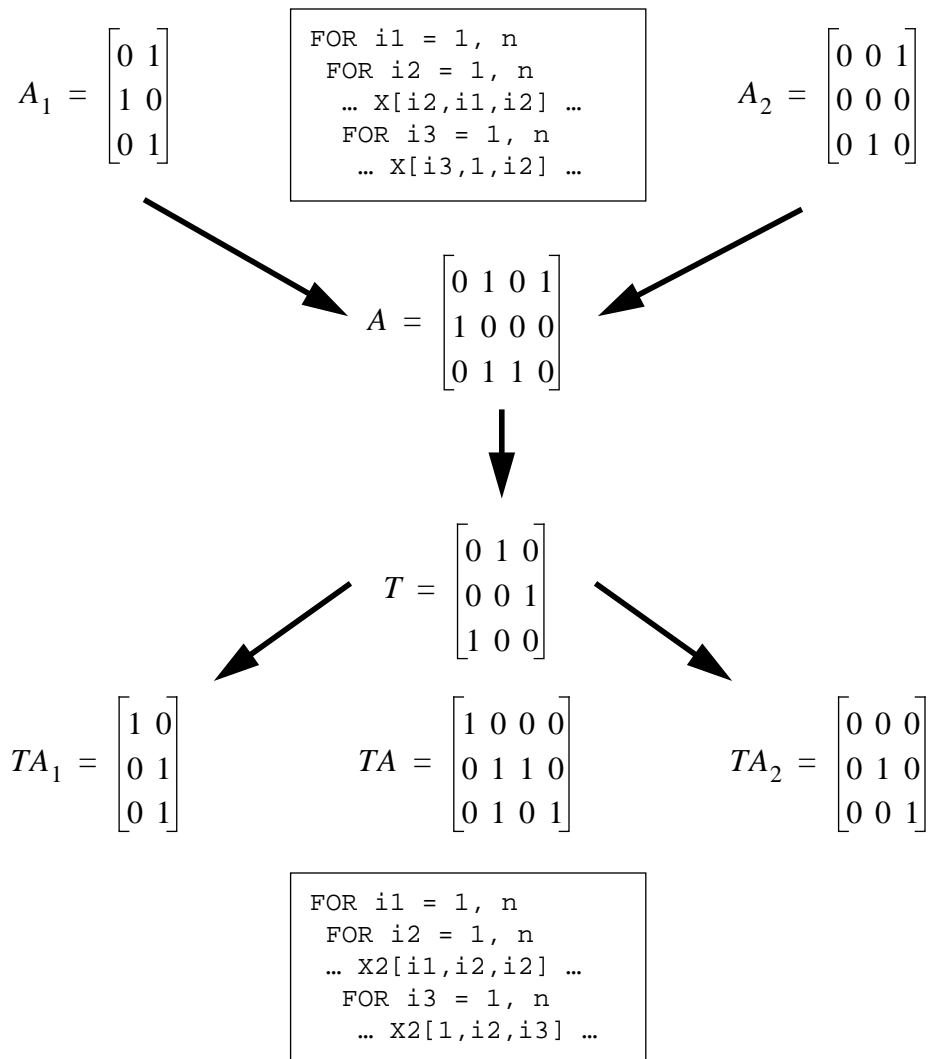 A1 = [0 1
1 0
0 1]
FOR i1 = 1, n
FOR i2 = 1, n
… X[i2,i1,i2] …
FOR i3 = 1, n
… X[i3,1,i2] …
A2 = [0 0 1
0 0 0
0 1 0]
A = [0 1 0 1
1 0 0 0
0 1 1 0]
T = [0 1 0
0 0 1
1 0 0]
TA1 = [1 0
0 1
0 1]
TA = [1 0 0 0
0 1 1 0
0 1 0 1]
TA2 = [0 0 0
0 1 0
0 0 1]
FOR i1 = 1, n
FOR i2 = 1, n
… X2[i1,i2,i2] …
FOR i3 = 1, n
… X2[1,i2,i3] …